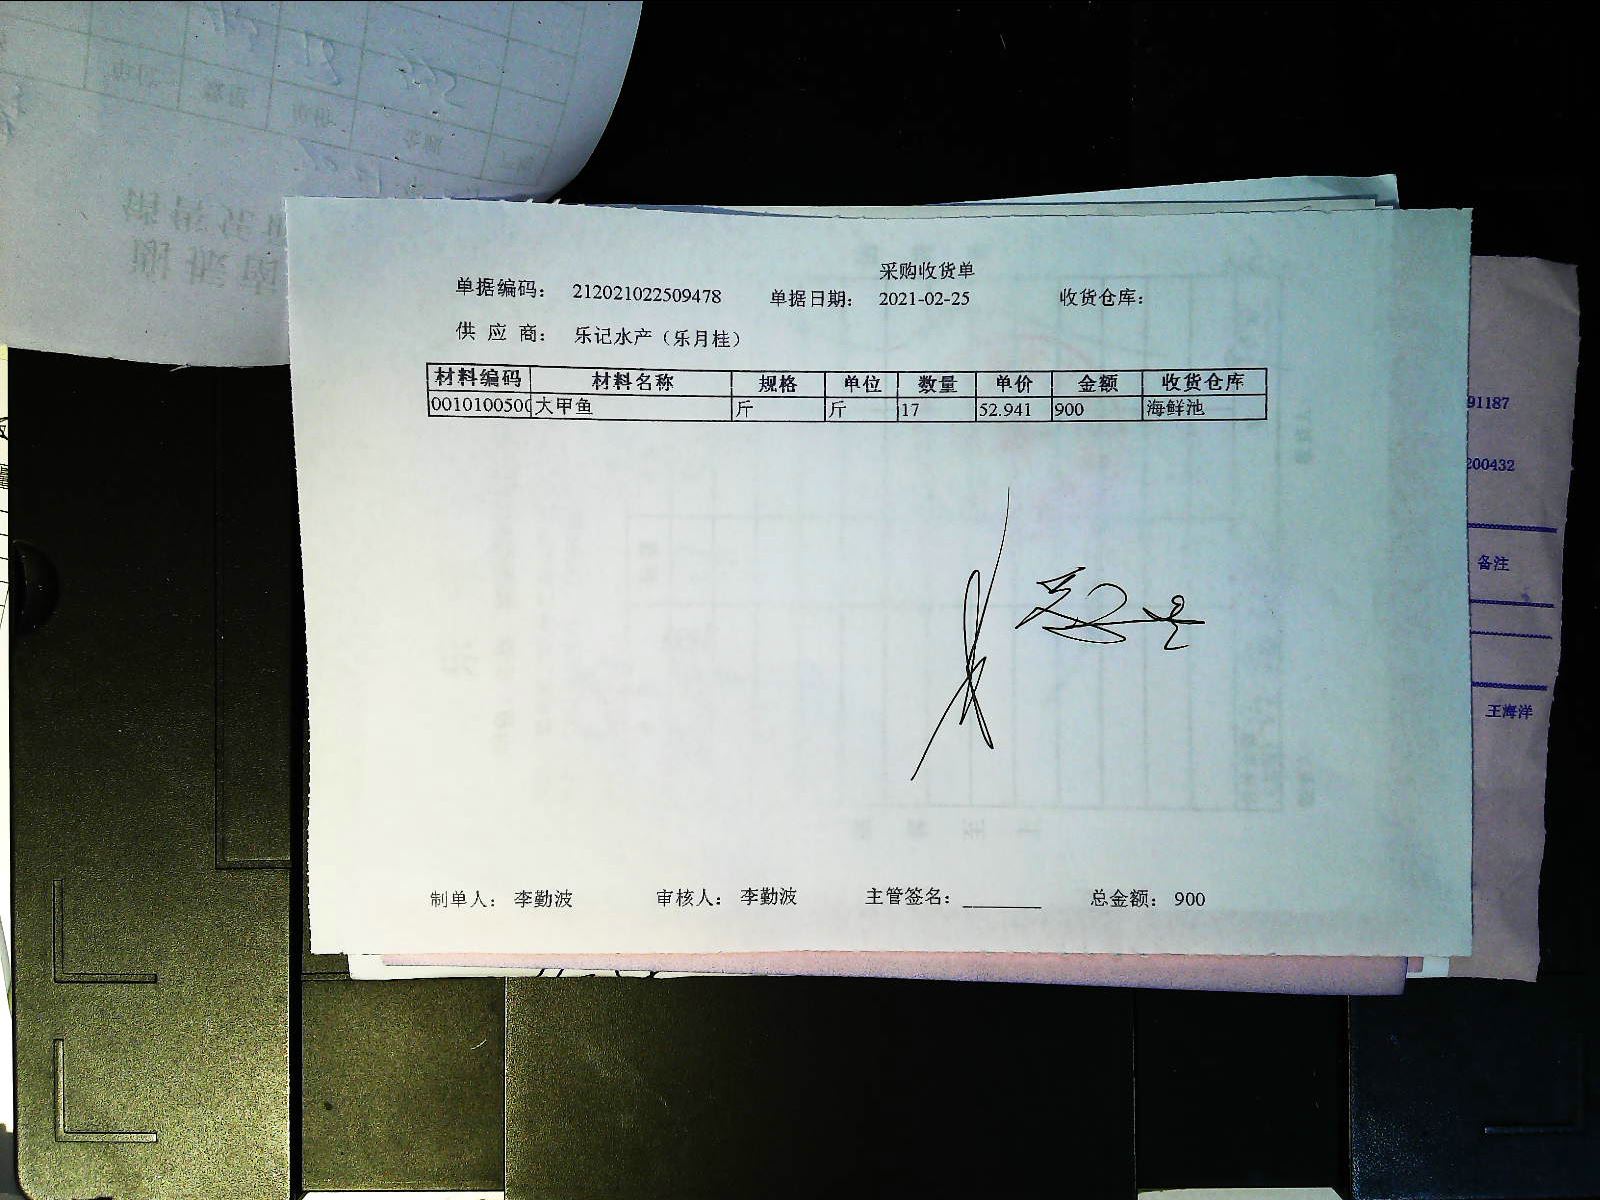 采购收货单
单据编码: 212021022509478 单据日期: 2021-02-25 收货仓库:
供 应 商: 乐记水产（乐月桂）
材料编码 材料名称 规格 单位 数量 单价 金额 收货仓库
0010100500 大甲鱼 斤 斤 17 52.941 900 海鲜池
制单人: 李勤波 审核人: 李勤波 主管签名: ________ 总金额: 900
91187
200432
备注
王海洋